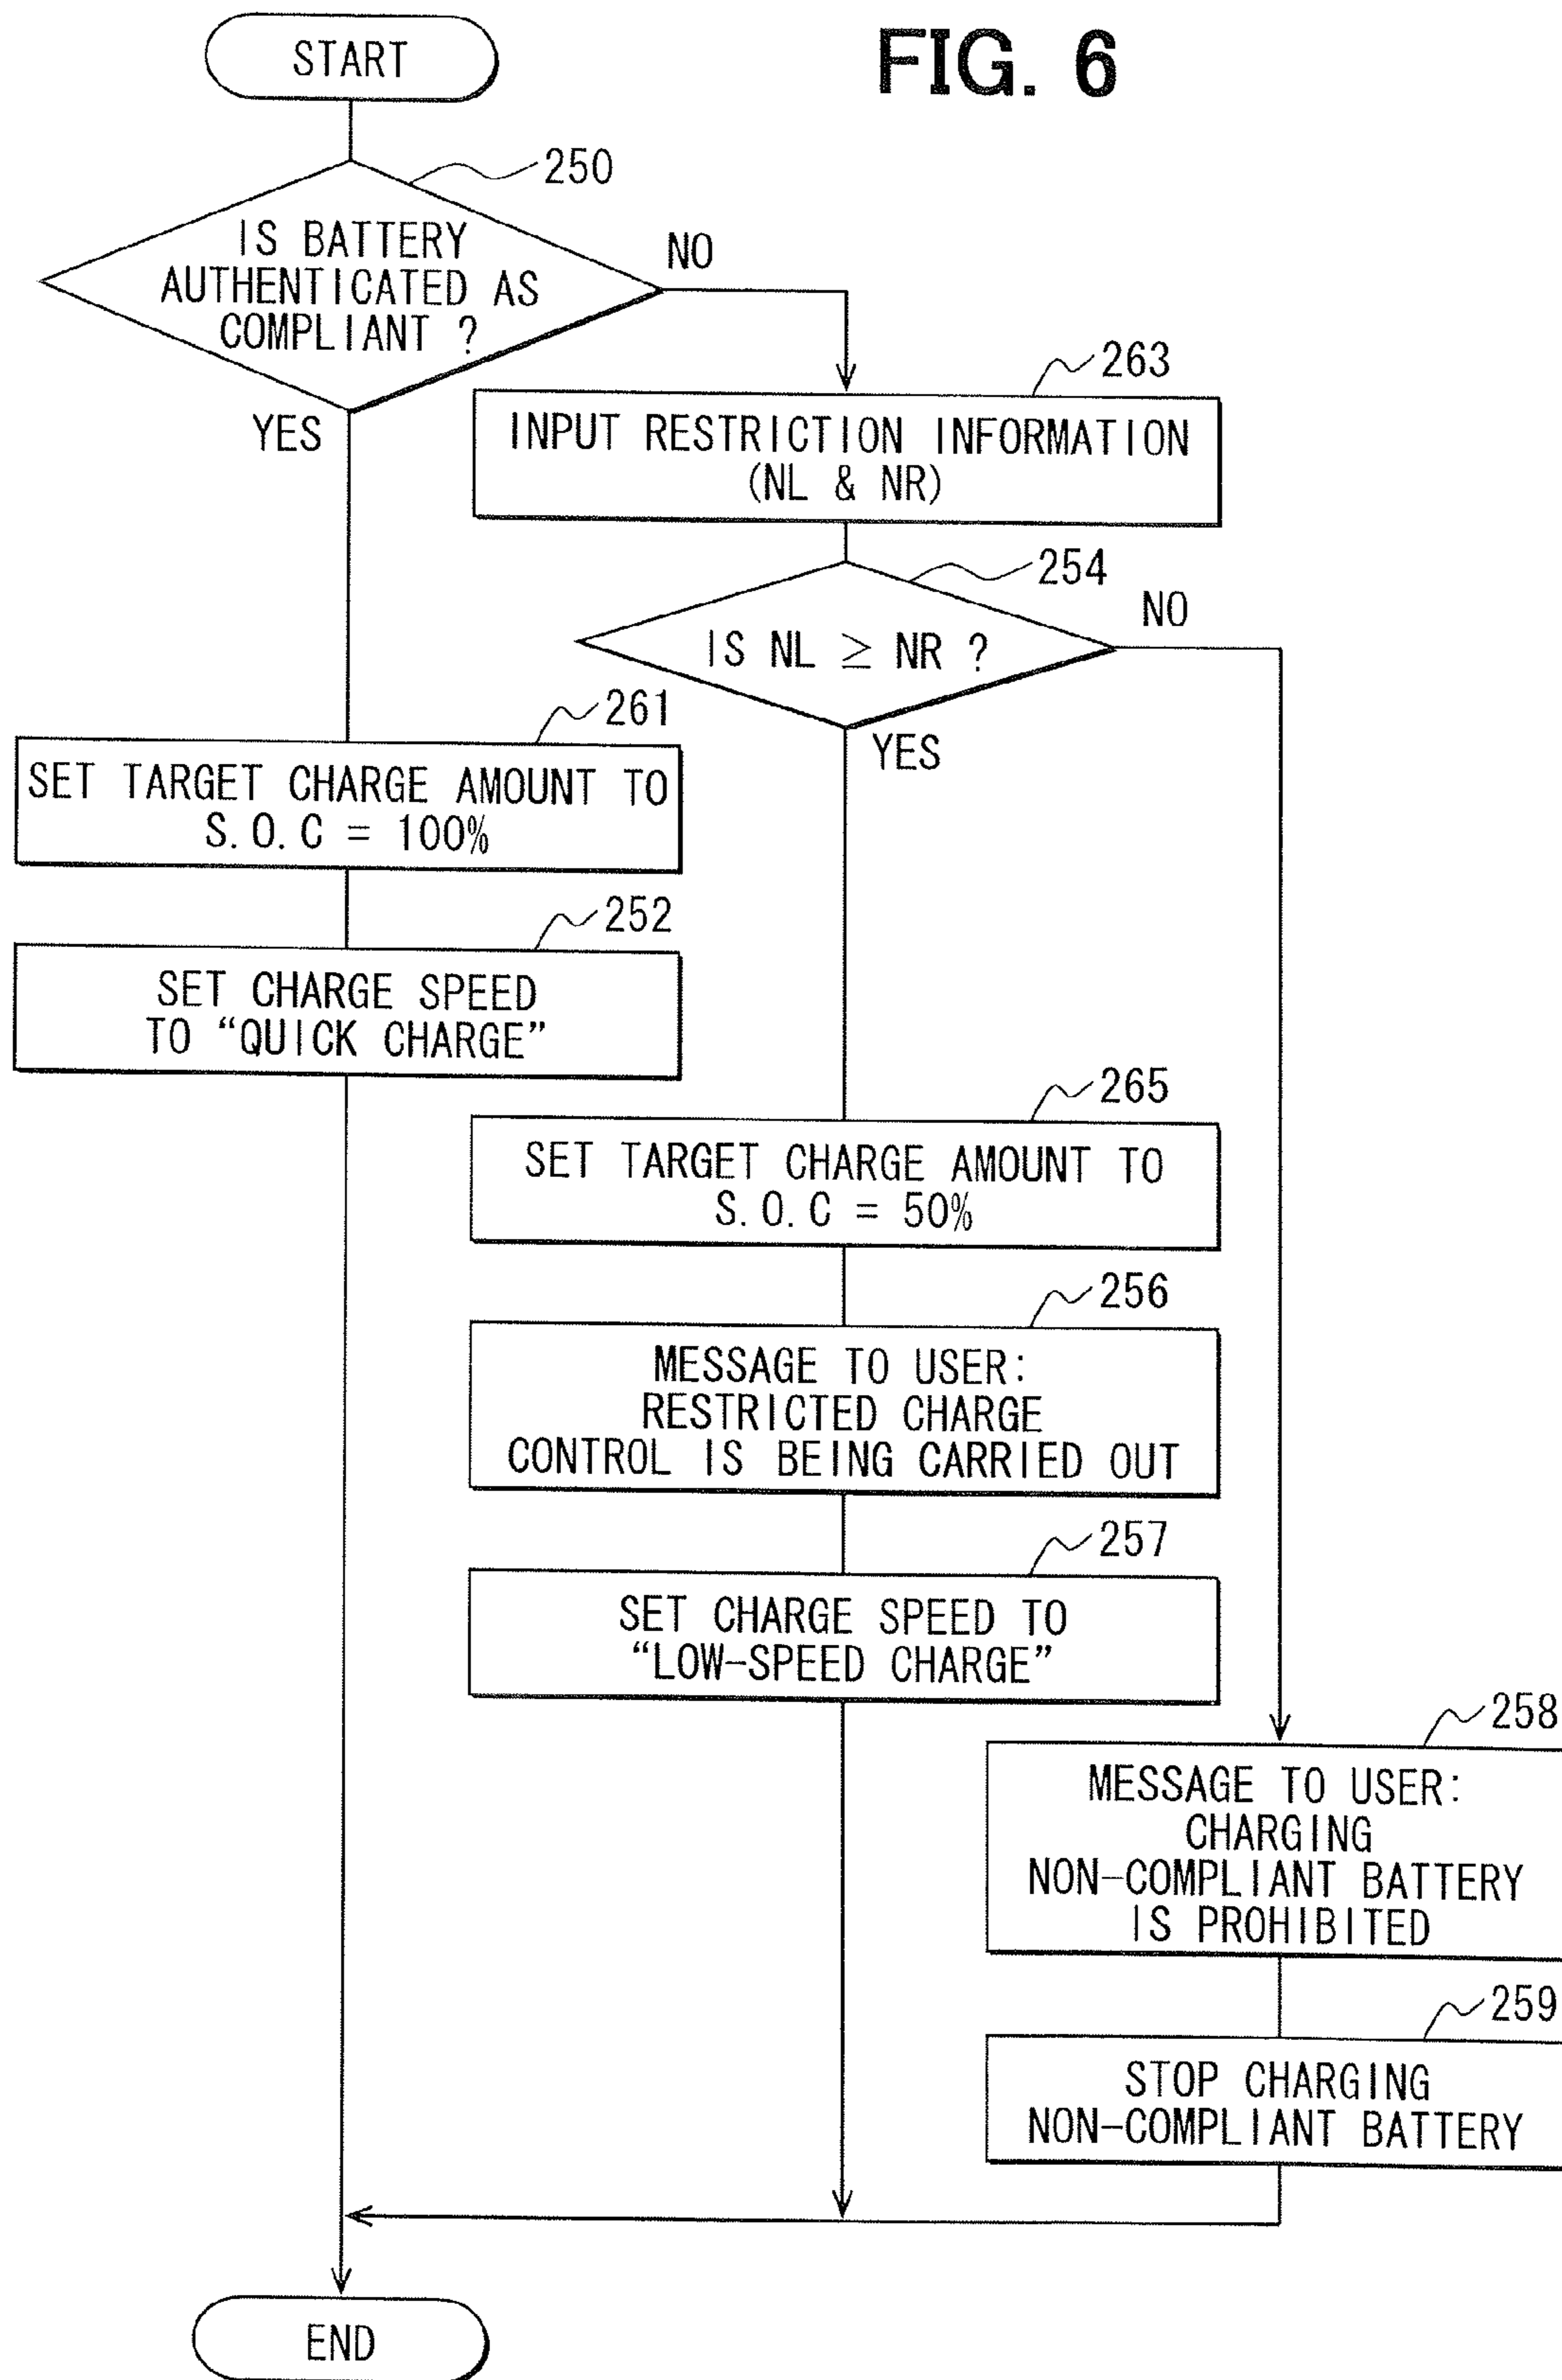 FIG. 6
START
250
IS BATTERY
AUTHENTICATED AS
COMPLIANT ?
NO
YES
263
INPUT RESTRICTION INFORMATION
(NL & NR)
254
IS NL ≧ NR ?
NO
YES
261
SET TARGET CHARGE AMOUNT TO
S.O.C = 100%
252
SET CHARGE SPEED
TO “QUICK CHARGE”
265
SET TARGET CHARGE AMOUNT TO
S.O.C = 50%
256
MESSAGE TO USER:
RESTRICTED CHARGE
CONTROL IS BEING CARRIED OUT
257
SET CHARGE SPEED TO
“LOW-SPEED CHARGE”
258
MESSAGE TO USER:
CHARGING
NON-COMPLIANT BATTERY
IS PROHIBITED
259
STOP CHARGING
NON-COMPLIANT BATTERY
END